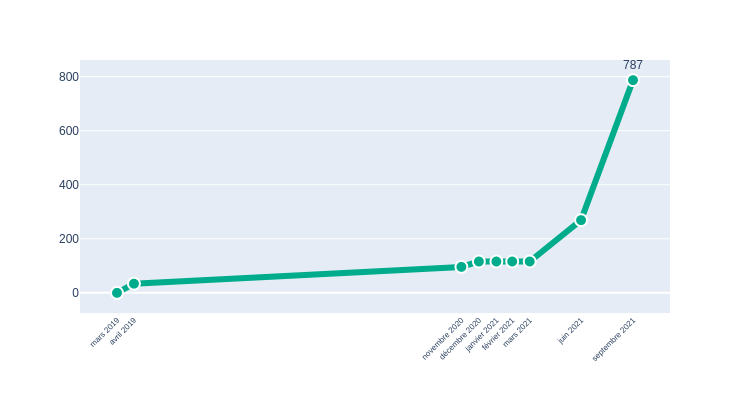 787
800
600
400
200
0
mars 2019
avril 2019
novembre 2020
décembre 2020
janvier 2021
février 2021
mars 2021
juin 2021
septembre 2021